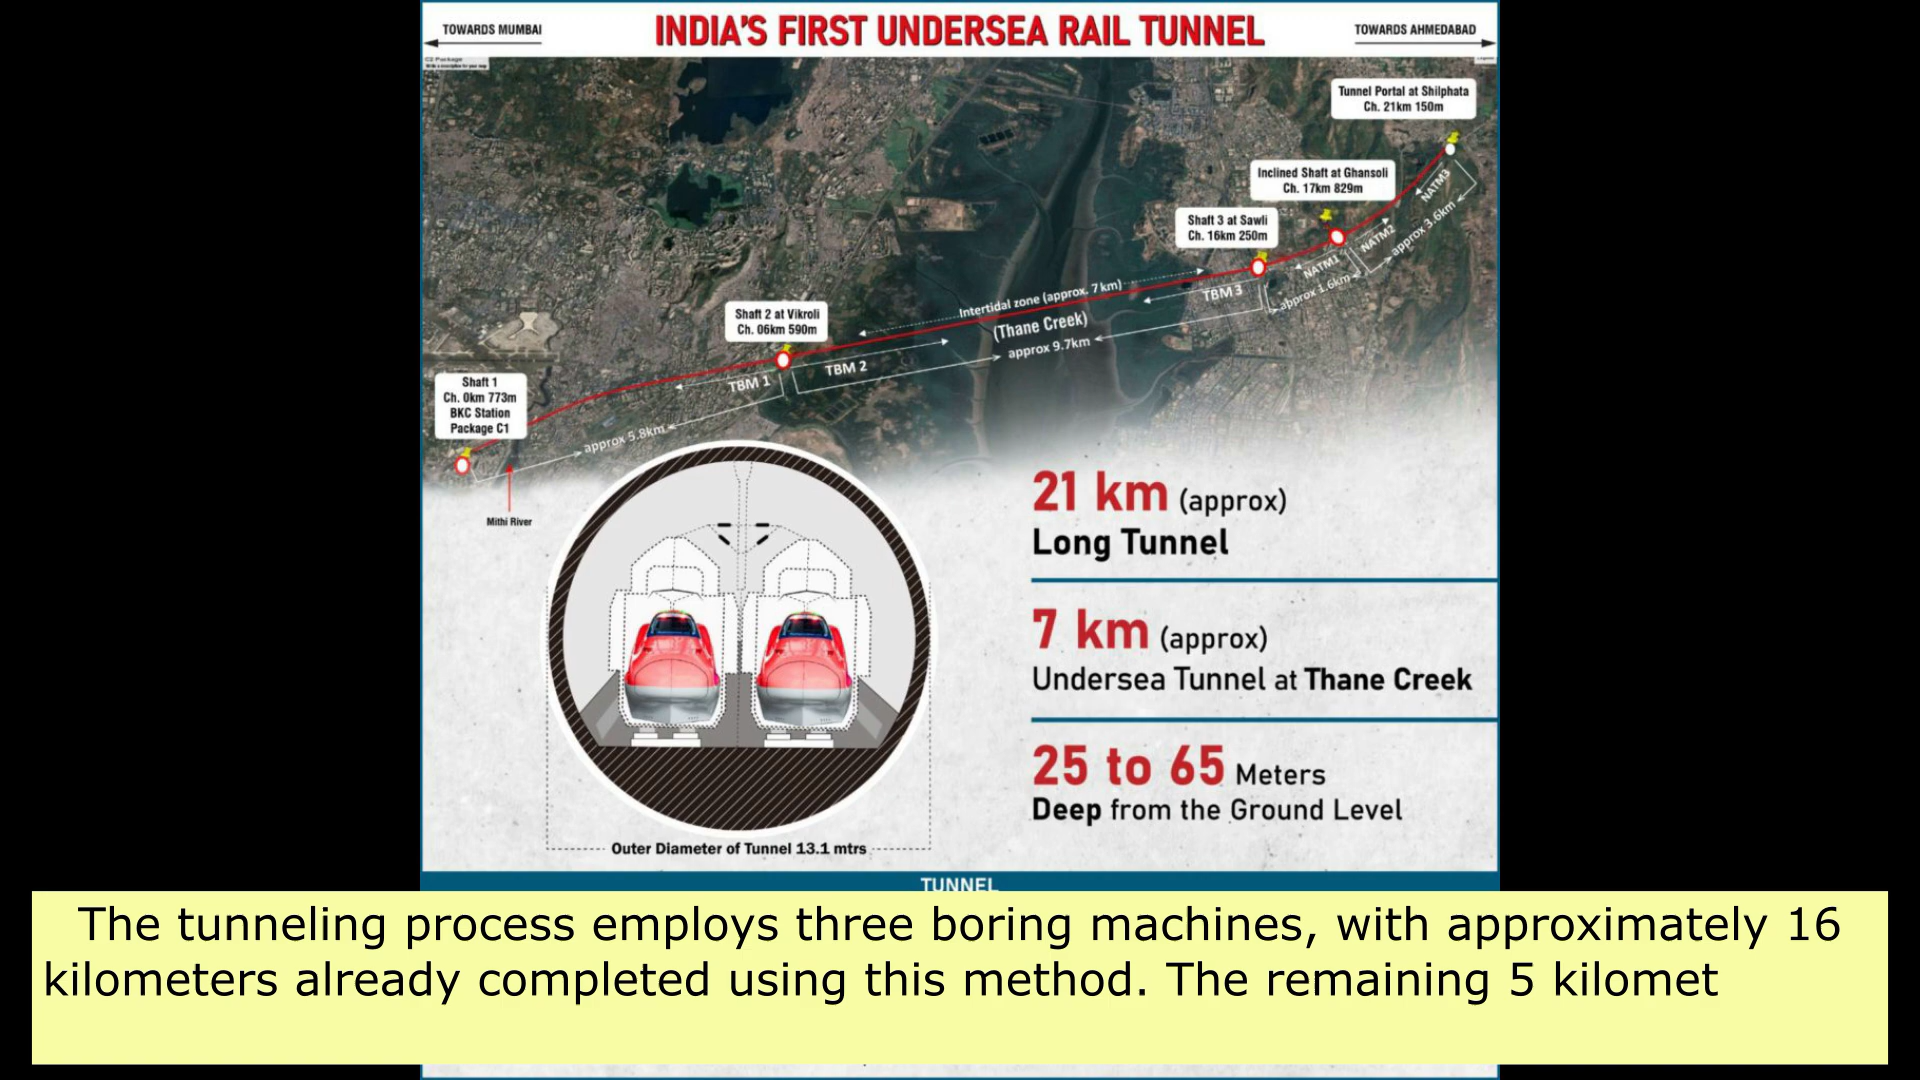 TOWARDS MUMBAI
INDIA'S FIRST UNDERSEA RAIL TUNNEL
TOWARDS AHMEDABAD
C2 Package
Tunnel Portal at Shilphata
Ch. 21km 150m
Inclined Shaft at Ghansoli
Ch. 17km 829m
NATM3
approx 3.6km
Shaft 3 at Sawli
Ch. 16km 250m
NATM2
NATM1
approx 1.6km
TBM 3
Intertidal zone (approx. 7 km)
(Thane Creek)
approx 9.7km
Shaft 2 at Vikroli
Ch. 06km 590m
TBM 2
TBM 1
approx 5.8km
Shaft 1
Ch. 0km 773m
BKC Station
Package C1
Mithi River
21 km (approx)
Long Tunnel
7 km (approx)
Undersea Tunnel at Thane Creek
25 to 65 Meters
Deep from the Ground Level
Outer Diameter of Tunnel 13.1 mtrs
TUNNEL
The tunneling process employs three boring machines, with approximately 16
kilometers already completed using this method. The remaining 5 kilomet